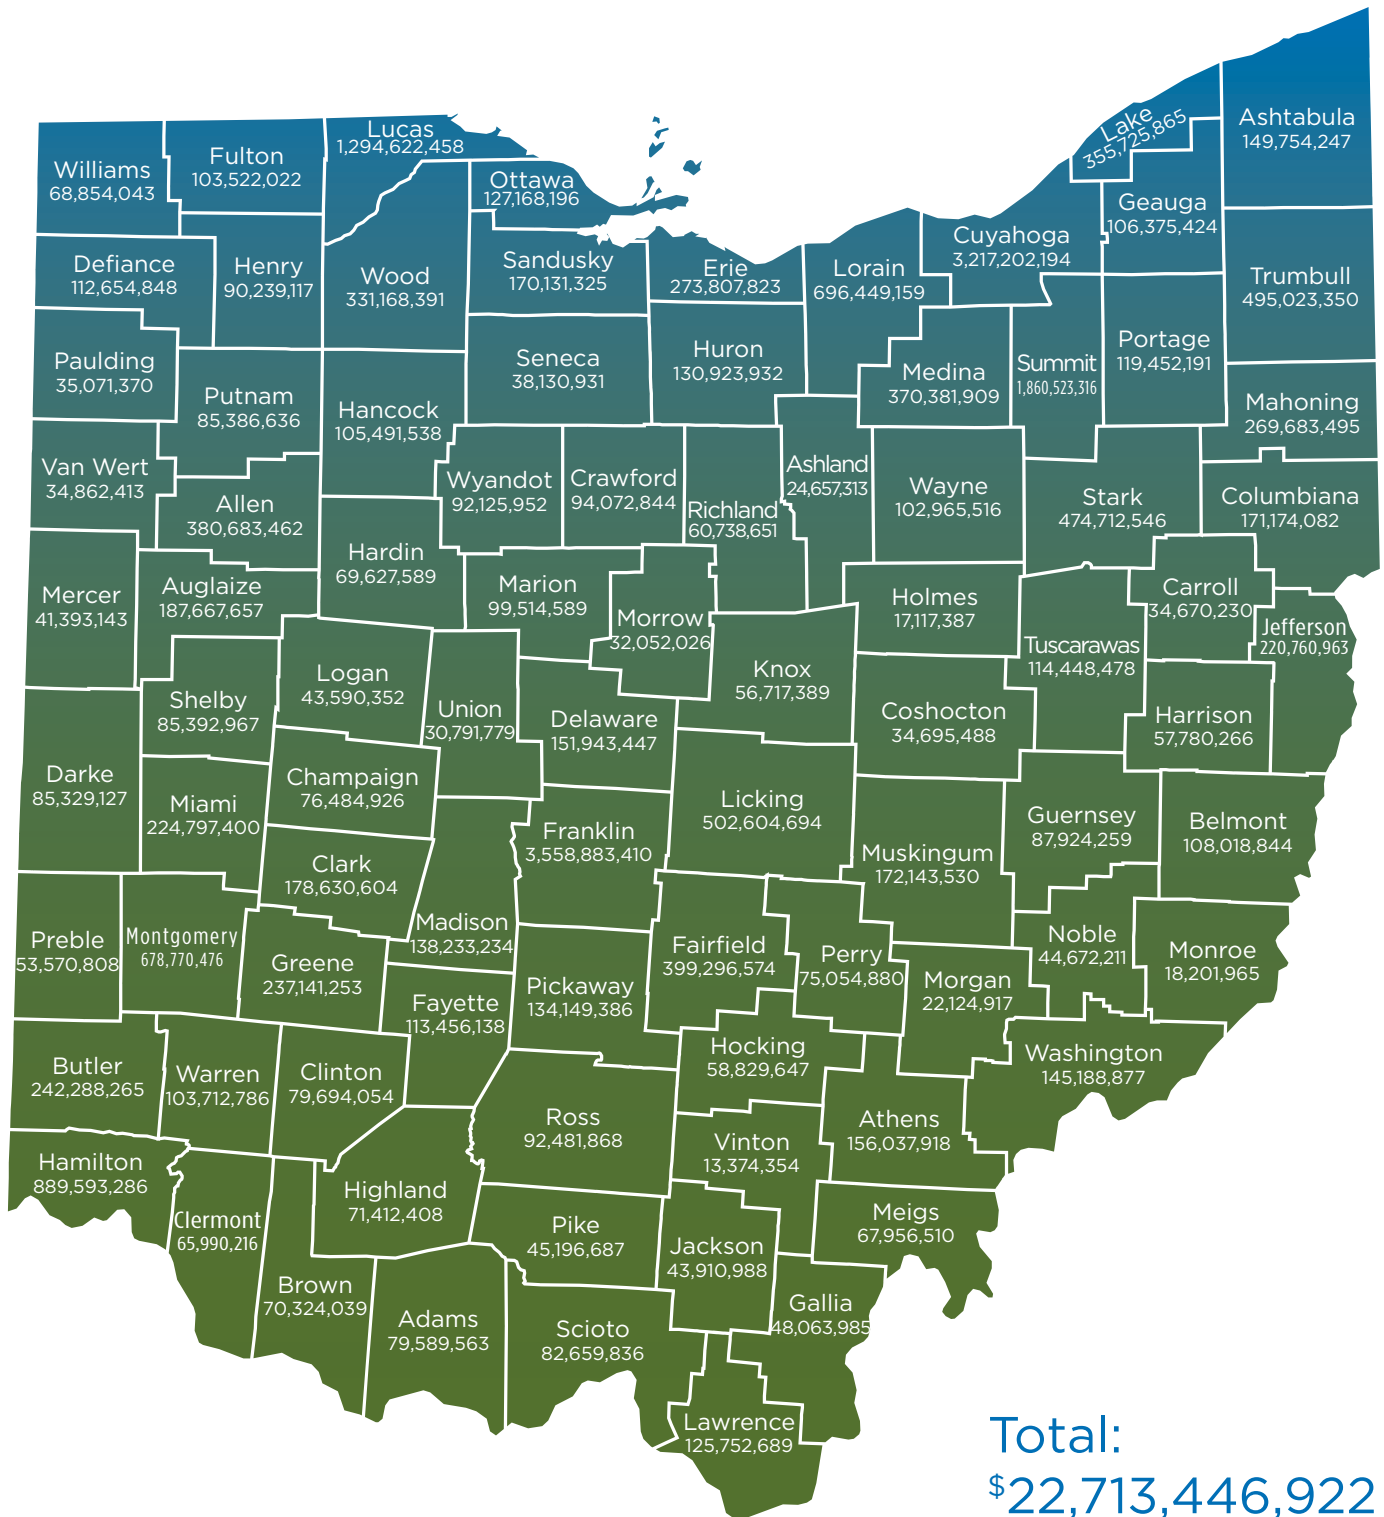 Lucas
1,294,622,458
Lake
355,725,865
Ashtabula
149,754,247
Williams
68,854,043
Fulton
103,522,022
Ottawa
127,168,196
Geauga
106,375,424
Cuyahoga
3,217,202,194
Defiance
112,654,848
Henry
90,239,117
Wood
331,168,391
Sandusky
170,131,325
Erie
273,807,823
Lorain
696,449,159
Trumbull
495,023,350
Paulding
35,071,370
Putnam
85,386,636
Hancock
105,491,538
Seneca
38,130,931
Huron
130,923,932
Medina
370,381,909
Summit
1,860,523,316
Portage
119,452,191
Mahoning
269,683,495
Van Wert
34,862,413
Allen
380,683,462
Wyandot
92,125,952
Crawford
94,072,844
Richland
60,738,651
Ashland
24,657,313
Wayne
102,965,516
Stark
474,712,546
Columbiana
171,174,082
Mercer
41,393,143
Auglaize
187,667,657
Hardin
69,627,589
Marion
99,514,589
Morrow
32,052,026
Holmes
17,117,387
Tuscarawas
114,448,478
Carroll
34,670,230
Jefferson
220,760,963
Shelby
85,392,967
Logan
43,590,352
Union
30,791,779
Delaware
151,943,447
Knox
56,717,389
Coshocton
34,695,488
Harrison
57,780,266
Darke
85,329,127
Miami
224,797,400
Champaign
76,484,926
Clark
178,630,604
Franklin
3,558,883,410
Licking
502,604,694
Muskingum
172,143,530
Guernsey
87,924,259
Belmont
108,018,844
Preble
53,570,808
Montgomery
678,770,476
Greene
237,141,253
Madison
138,233,234
Fayette
113,456,138
Pickaway
134,149,386
Fairfield
399,296,574
Perry
75,054,880
Morgan
22,124,917
Noble
44,672,211
Monroe
18,201,965
Butler
242,288,265
Warren
103,712,786
Clinton
79,694,054
Ross
92,481,868
Hocking
58,829,647
Vinton
13,374,354
Athens
156,037,918
Washington
145,188,877
Hamilton
889,593,286
Clermont
65,990,216
Highland
71,412,408
Pike
45,196,687
Jackson
43,910,988
Meigs
67,956,510
Brown
70,324,039
Adams
79,589,563
Scioto
82,659,836
Gallia
48,063,985
Lawrence
125,752,689
Total:
$22,713,446,922